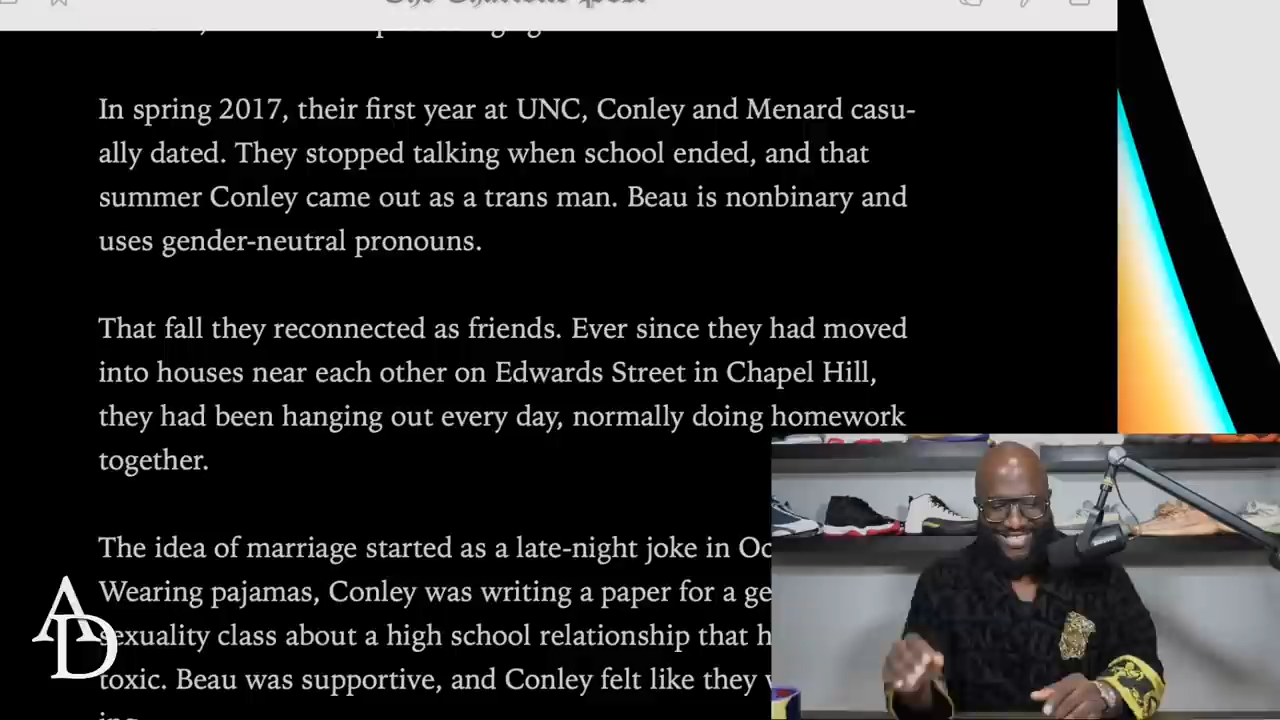 In spring 2017, their first year at UNC, Conley and Menard casu-
ally dated. They stopped talking when school ended, and that
summer Conley came out as a trans man. Beau is nonbinary and
uses gender-neutral pronouns.
That fall they reconnected as friends. Ever since they had moved
into houses near each other on Edwards Street in Chapel Hill,
they had been hanging out every day, normally doing homework
together.
The idea of marriage started as a late-night joke in
Wearing pajamas, Conley was writing a paper for a
sexuality class about a high school relationship that
toxic. Beau was supportive, and Conley felt like they
AD